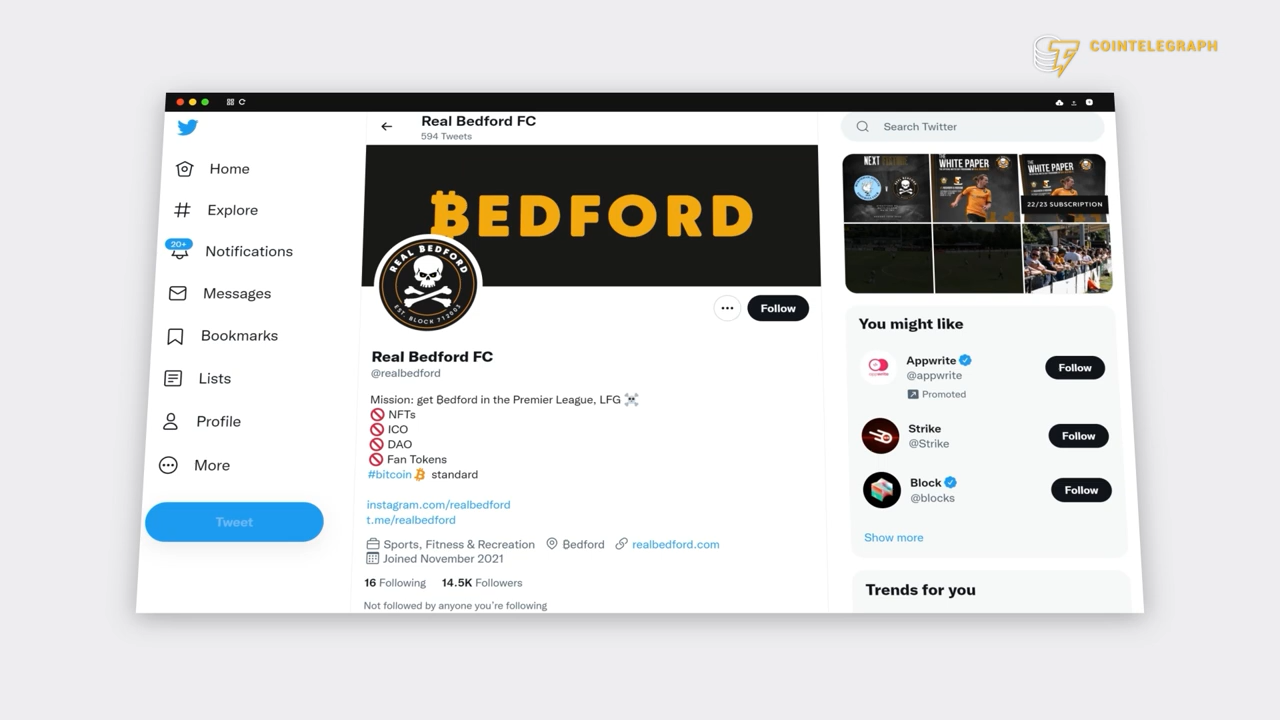 COINTELEGRAPH
Home
Explore
20+
Notifications
Messages
Bookmarks
Lists
Profile
More
Tweet
Real Bedford FC
594 Tweets
₿EDFORD
REAL BEDFORD
EST. BLOCK 712003
Follow
Real Bedford FC
@realbedford
Mission: get ₿edford in the Premier League, LFG ☠️
🚫 NFTs
🚫 ICO
🚫 DAO
🚫 Fan Tokens
#bitcoin standard
instagram.com/realbedford
t.me/realbedford
Sports, Fitness & Recreation Bedford realbedford.com
Joined November 2021
16 Following 14.5K Followers
Not followed by anyone you're following
Search Twitter
NEXT
THE
WHITE PAPER
THE
WHITE PAPER
22/23 SUBSCRIPTION
You might like
Appwrite
@appwrite
Promoted
Follow
Strike
@Strike
Follow
Block
@blocks
Follow
Show more
Trends for you